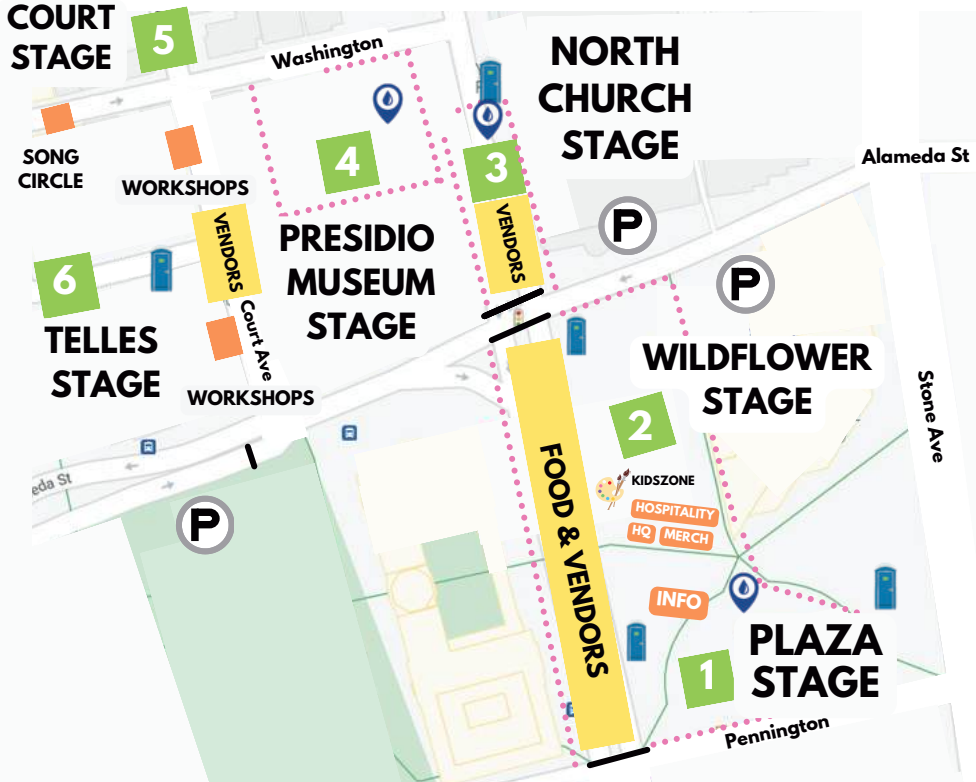 COURT
STAGE
5
Washington
NORTH
CHURCH
STAGE
SONG
CIRCLE
WORKSHOPS
4
3
Alameda St
VENDORS
VENDORS
P
PRESIDIO
MUSEUM
STAGE
6
P
TELLES
STAGE
Court Ave
WORKSHOPS
WILDFLOWER
STAGE
Stone Ave
2
FOOD & VENDORS
KIDSZONE
HOSPITALITY
HQ
MERCH
eda St
P
INFO
PLAZA
STAGE
1
Pennington